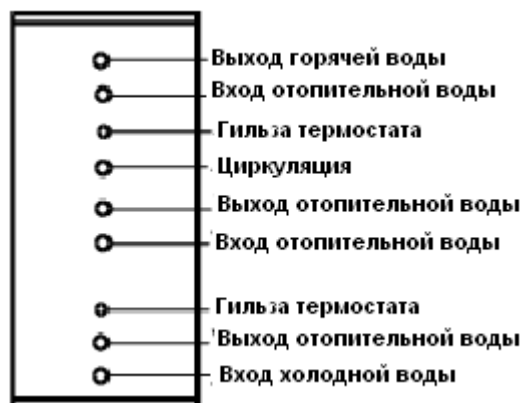 Выход горячей воды
Вход отопительной воды
Гильза термостата
Циркуляция
Выход отопительной воды
Вход отопительной воды
Гильза термостата
Выход отопительной воды
Вход холодной воды